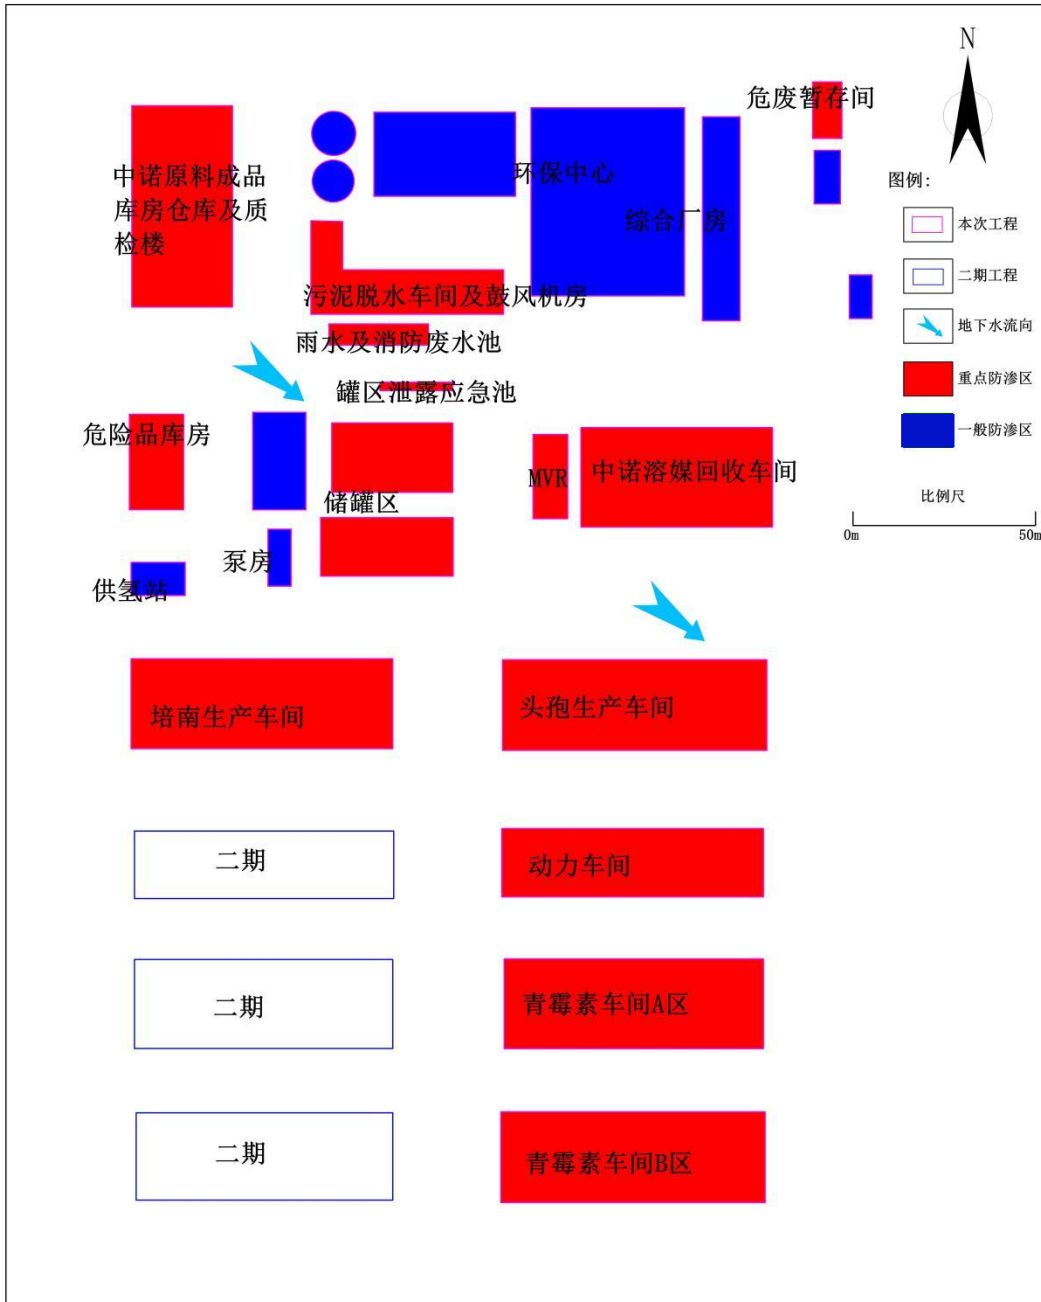 N
危废暂存间
中诺原料成品
库房仓库及质
检楼
环保中心
综合厂房
图例：
本次工程
二期工程
地下水流向
重点防渗区
一般防渗区
比例尺
0m
50m
污泥脱水车间及鼓风机房
雨水及消防废水池
罐区泄露应急池
危险品库房
储罐区
MVR
中诺溶媒回收车间
泵房
供氢站
培南生产车间
头孢生产车间
二期
动力车间
二期
青霉素车间A区
二期
青霉素车间B区